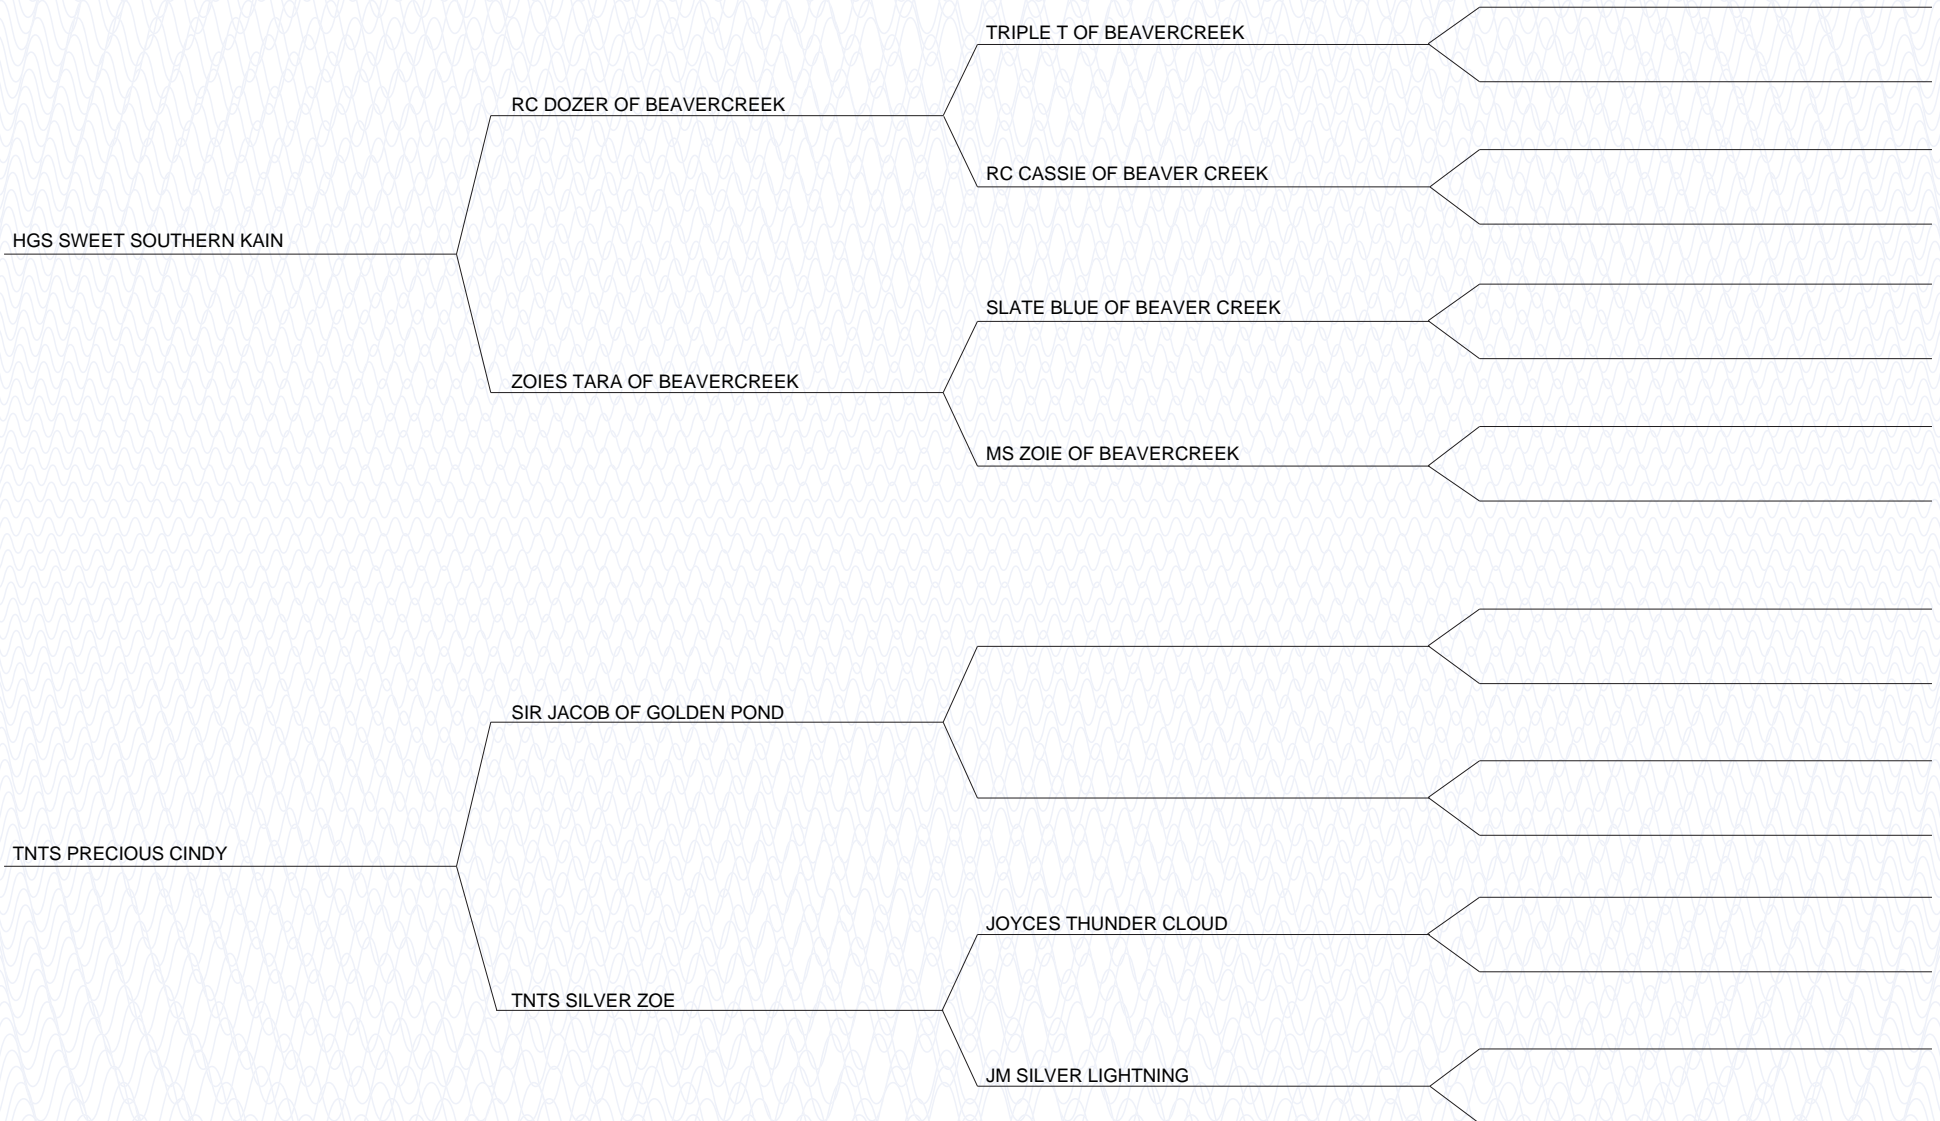 TRIPLE T OF BEAVERCREEK
RC DOZER OF BEAVERCREEK
RC CASSIE OF BEAVER CREEK
HGS SWEET SOUTHERN KAIN
SLATE BLUE OF BEAVER CREEK
ZOIES TARA OF BEAVERCREEK
MS ZOIE OF BEAVERCREEK
SIR JACOB OF GOLDEN POND
TNTS PRECIOUS CINDY
JOYCES THUNDER CLOUD
TNTS SILVER ZOE
JM SILVER LIGHTNING